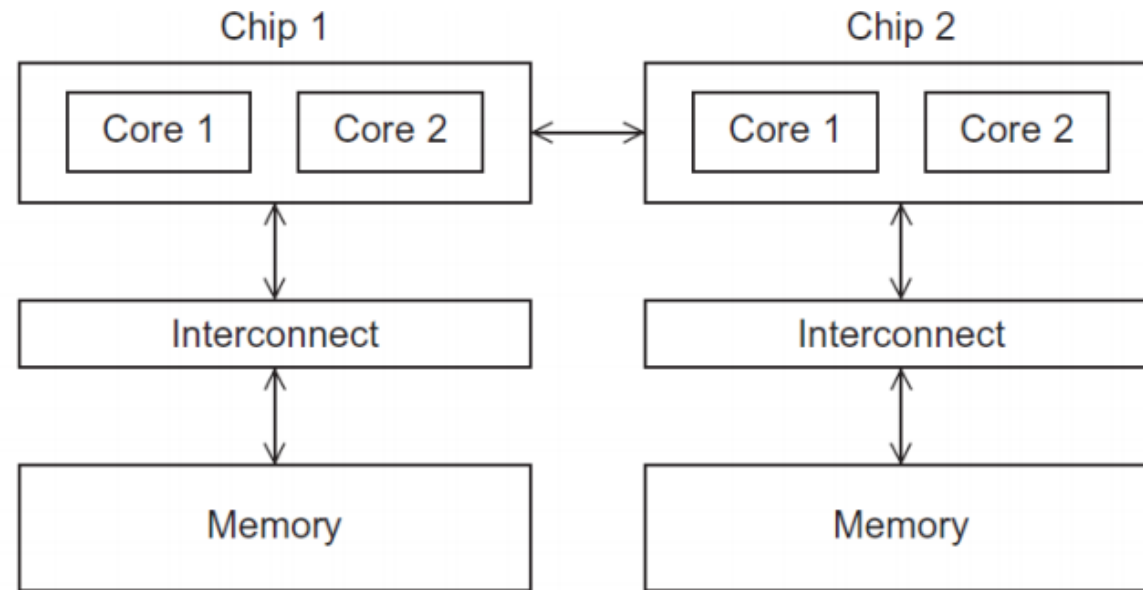 Chip 1
Chip 2
Core 1
Core 2
Core 1
Core 2
Interconnect
Interconnect
Memory
Memory